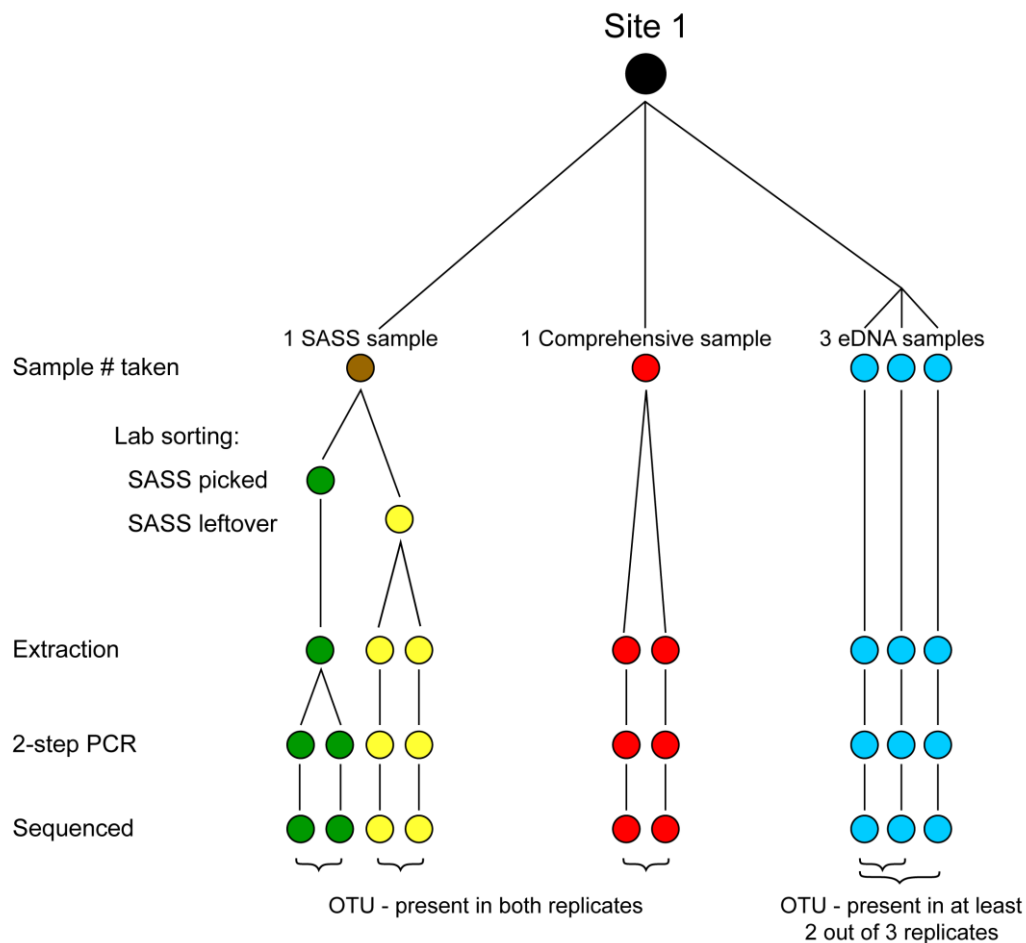 Site 1
1 SASS sample
1 Comprehensive sample
3 eDNA samples
Sample # taken
Lab sorting:
SASS picked
SASS leftover
Extraction
2-step PCR
Sequenced
OTU - present in both replicates
OTU - present in at least
2 out of 3 replicates